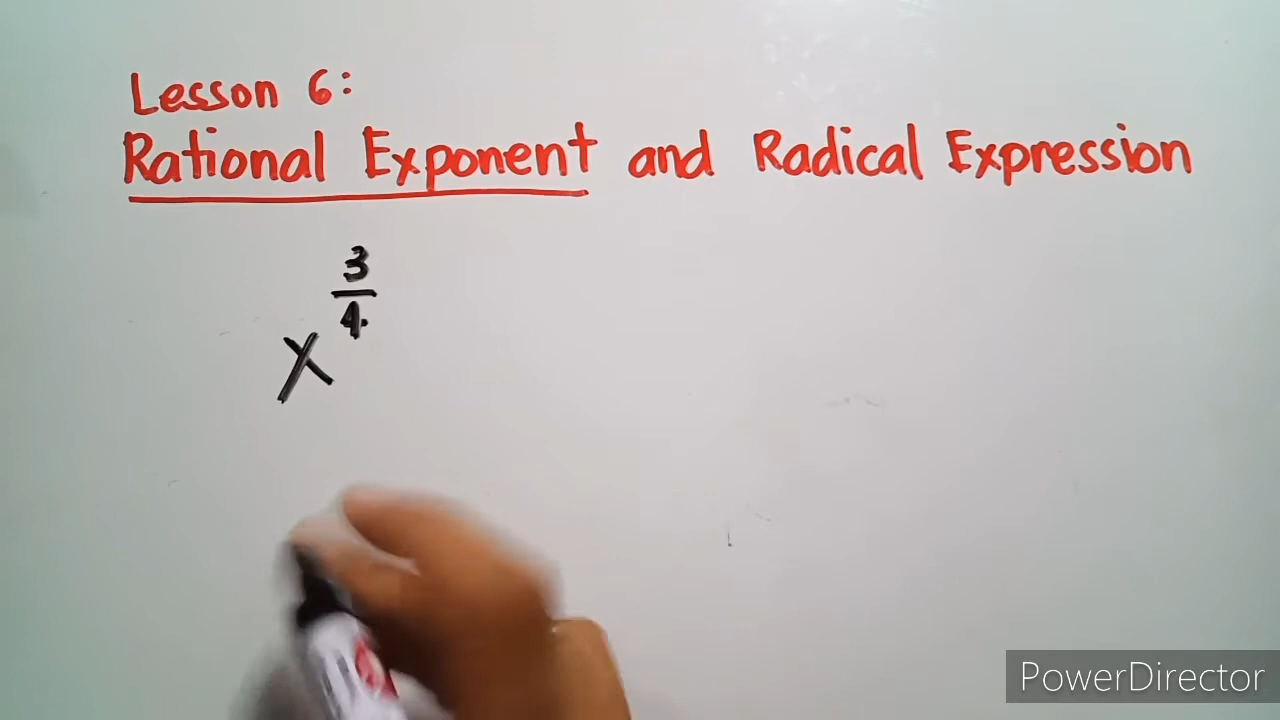 Lesson 6:
Rational Exponent and Radical Expression
3
4
x
PowerDirector